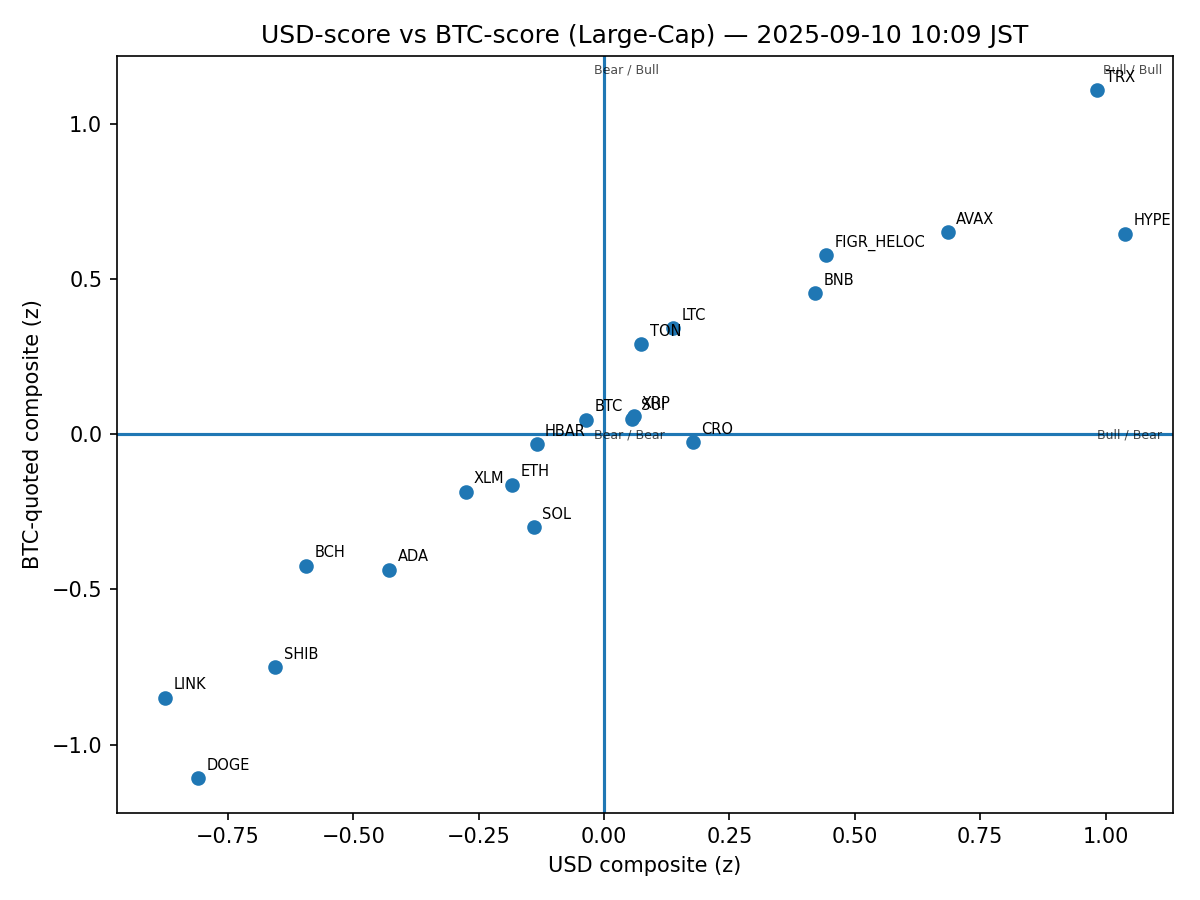 USD-score vs BTC-score (Large-Cap) — 2025-09-10 10:09 JST
Bear / Bull
Bull / Bull
TRX
1.0
AVAX
HYPE
FIGR_HELOC
0.5
BNB
LTC
TON
BTC
XRP
SUI
CRO
HBAR
0.0
Bear / Bear
Bull / Bear
XLM
ETH
SOL
BCH
ADA
−0.5
SHIB
LINK
−1.0
DOGE
−0.75
−0.50
−0.25
0.00
0.25
0.50
0.75
1.00
USD composite (z)
BTC-quoted composite (z)